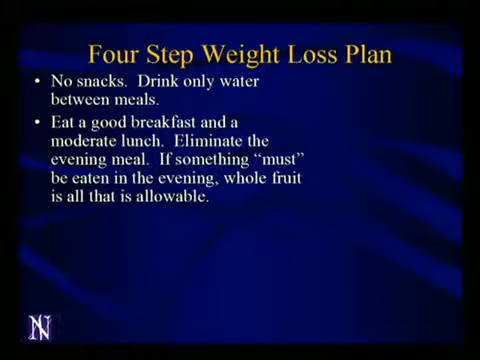 Four Step Weight Loss Plan
• No snacks. Drink only water
between meals.
• Eat a good breakfast and a
moderate lunch. Eliminate the
evening meal. If something “must”
be eaten in the evening, whole fruit
is all that is allowable.
N